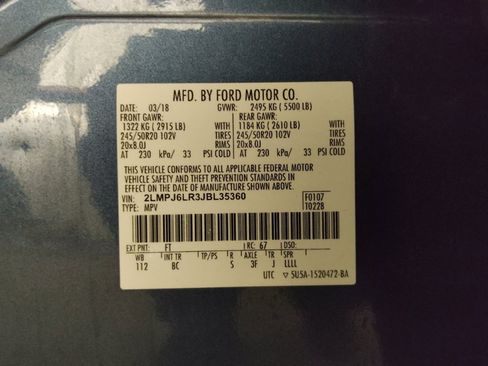 MFD. BY FORD MOTOR CO.
DATE: 03/18 GVWR: 2495 KG ( 5500 LB)
FRONT GAWR: REAR GAWR:
1322 KG ( 2915 LB) WITH 1184 KG ( 2610 LB) WITH
245/50R20 102V TIRES 245/50R20 102V TIRES
20x8.0J RIMS 20x8.0J RIMS
AT 230 kPa/ 33 PSI COLD AT 230 kPa/ 33 PSI COLD
THIS VEHICLE CONFORMS TO ALL APPLICABLE FEDERAL MOTOR
VEHICLE SAFETY AND THEFT PREVENTION STANDARDS IN EFFECT
ON THE DATE OF MANUFACTURE SHOWN ABOVE.
VIN: 2LMPJ6LR3JBL35360 F0107
TYPE: MPV T0228
EXT PNT: FT RC: 67 DSO:
WB INT TR TP/PS R AXLE TR SPR
112 BC S 3F J LLLL
UTC 5U5A-1520472-BA